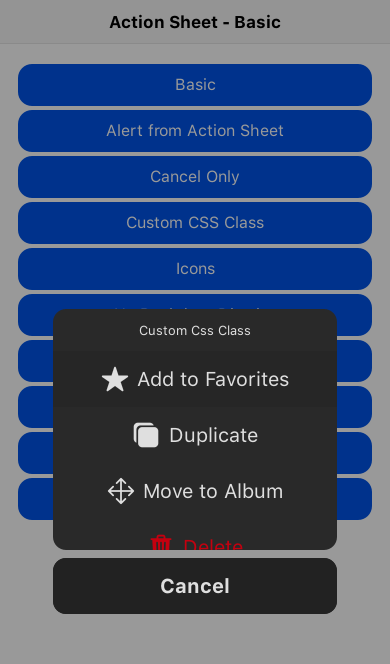 Action Sheet - Basic
Basic
Alert from Action Sheet
Cancel Only
Custom CSS Class
Icons
Custom Css Class
Add to Favorites
Duplicate
Move to Album
Delete
Cancel